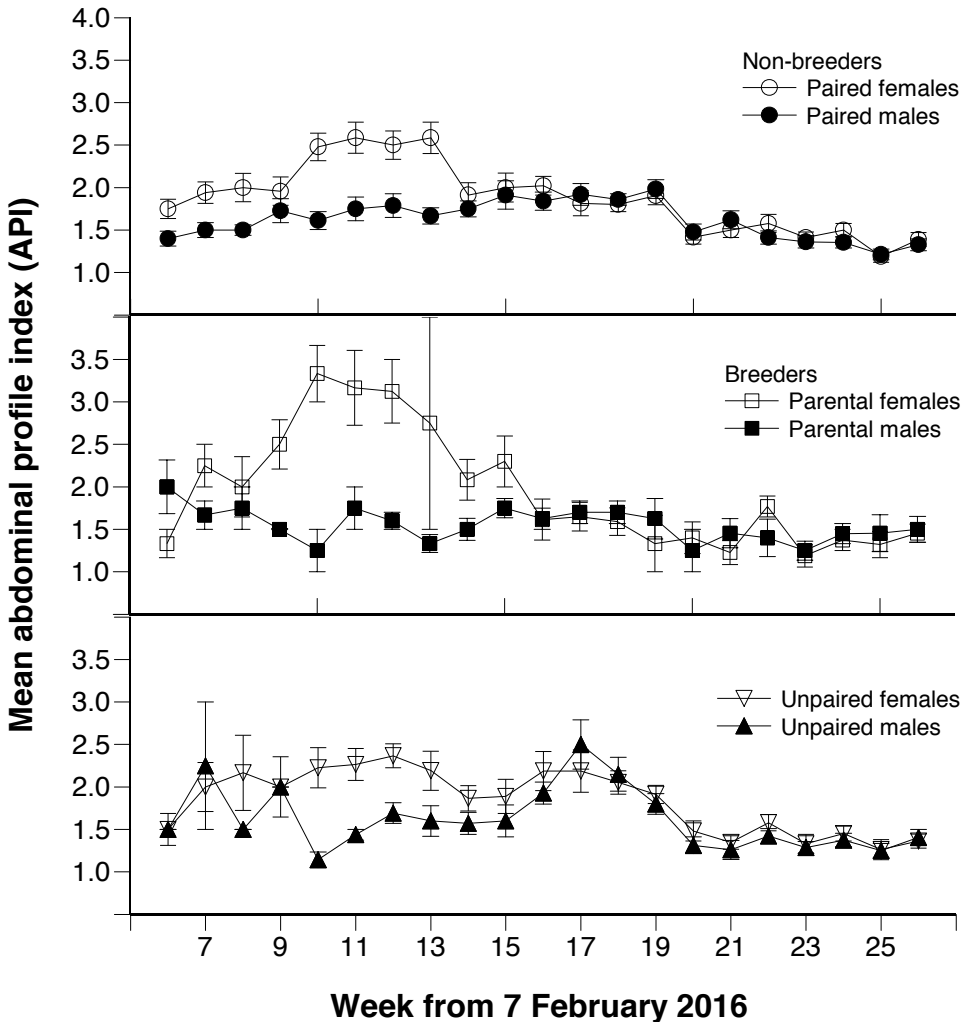 Mean abdominal profile index (API)
4.0
3.5
3.0
2.5
2.0
1.5
1.0
Non-breeders
Paired females
Paired males
3.5
3.0
2.5
2.0
1.5
1.0
Breeders
Parental females
Parental males
3.5
3.0
2.5
2.0
1.5
1.0
Unpaired females
Unpaired males
7 9 11 13 15 17 19 21 23 25
Week from 7 February 2016